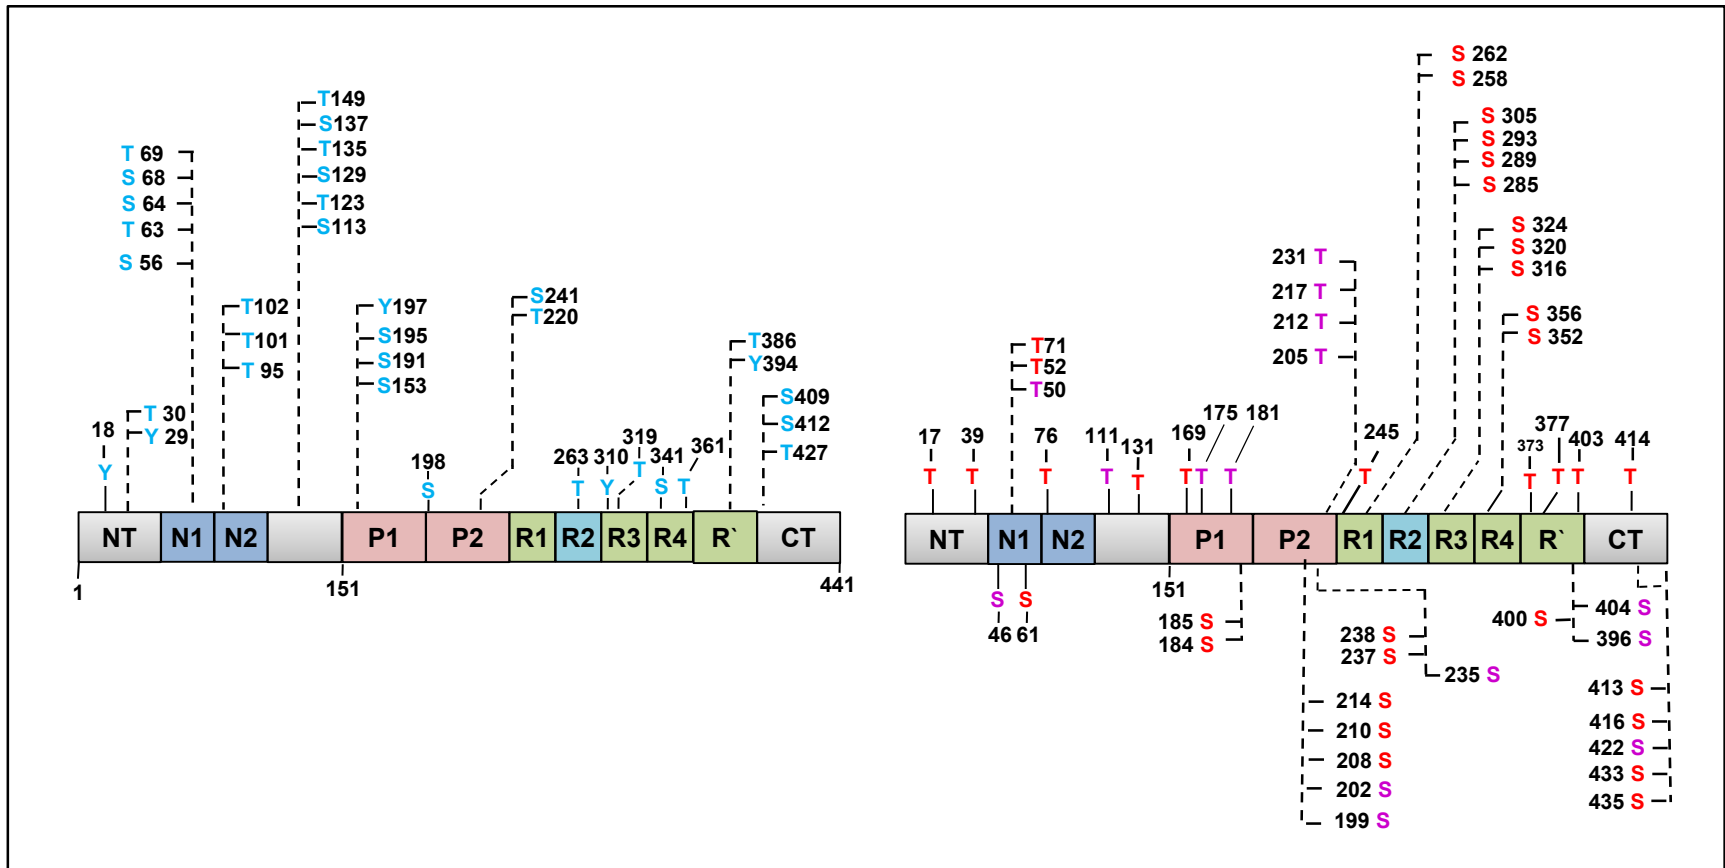 T 69
S 68
S 64
T 63
S 56
T149
S137
T135
S129
T123
S113
T102
T101
T 95
Y197
S195
S191
S153
S241
T220
T386
Y394
S409
S412
T427
T 30
Y 29
18
Y
198
S
263
T
310
Y
319
T
341
S
361
T
NT
N1
N2
P1
P2
R1
R2
R3
R4
R`
CT
1
151
441
S 262
S 258
S 305
S 293
S 289
S 285
S 324
S 320
S 316
S 356
S 352
231 T
217 T
212 T
205 T
T71
T52
T50
17
T
39
T
76
T
111
T
131
T
169
T
175
T
181
T
245
T
373
T
377
T
403
T
414
T
NT
N1
N2
P1
P2
R1
R2
R3
R4
R`
CT
151
S
46
S
61
185 S
184 S
238 S
237 S
235 S
214 S
210 S
208 S
202 S
199 S
400 S
404 S
396 S
413 S
416 S
422 S
433 S
435 S